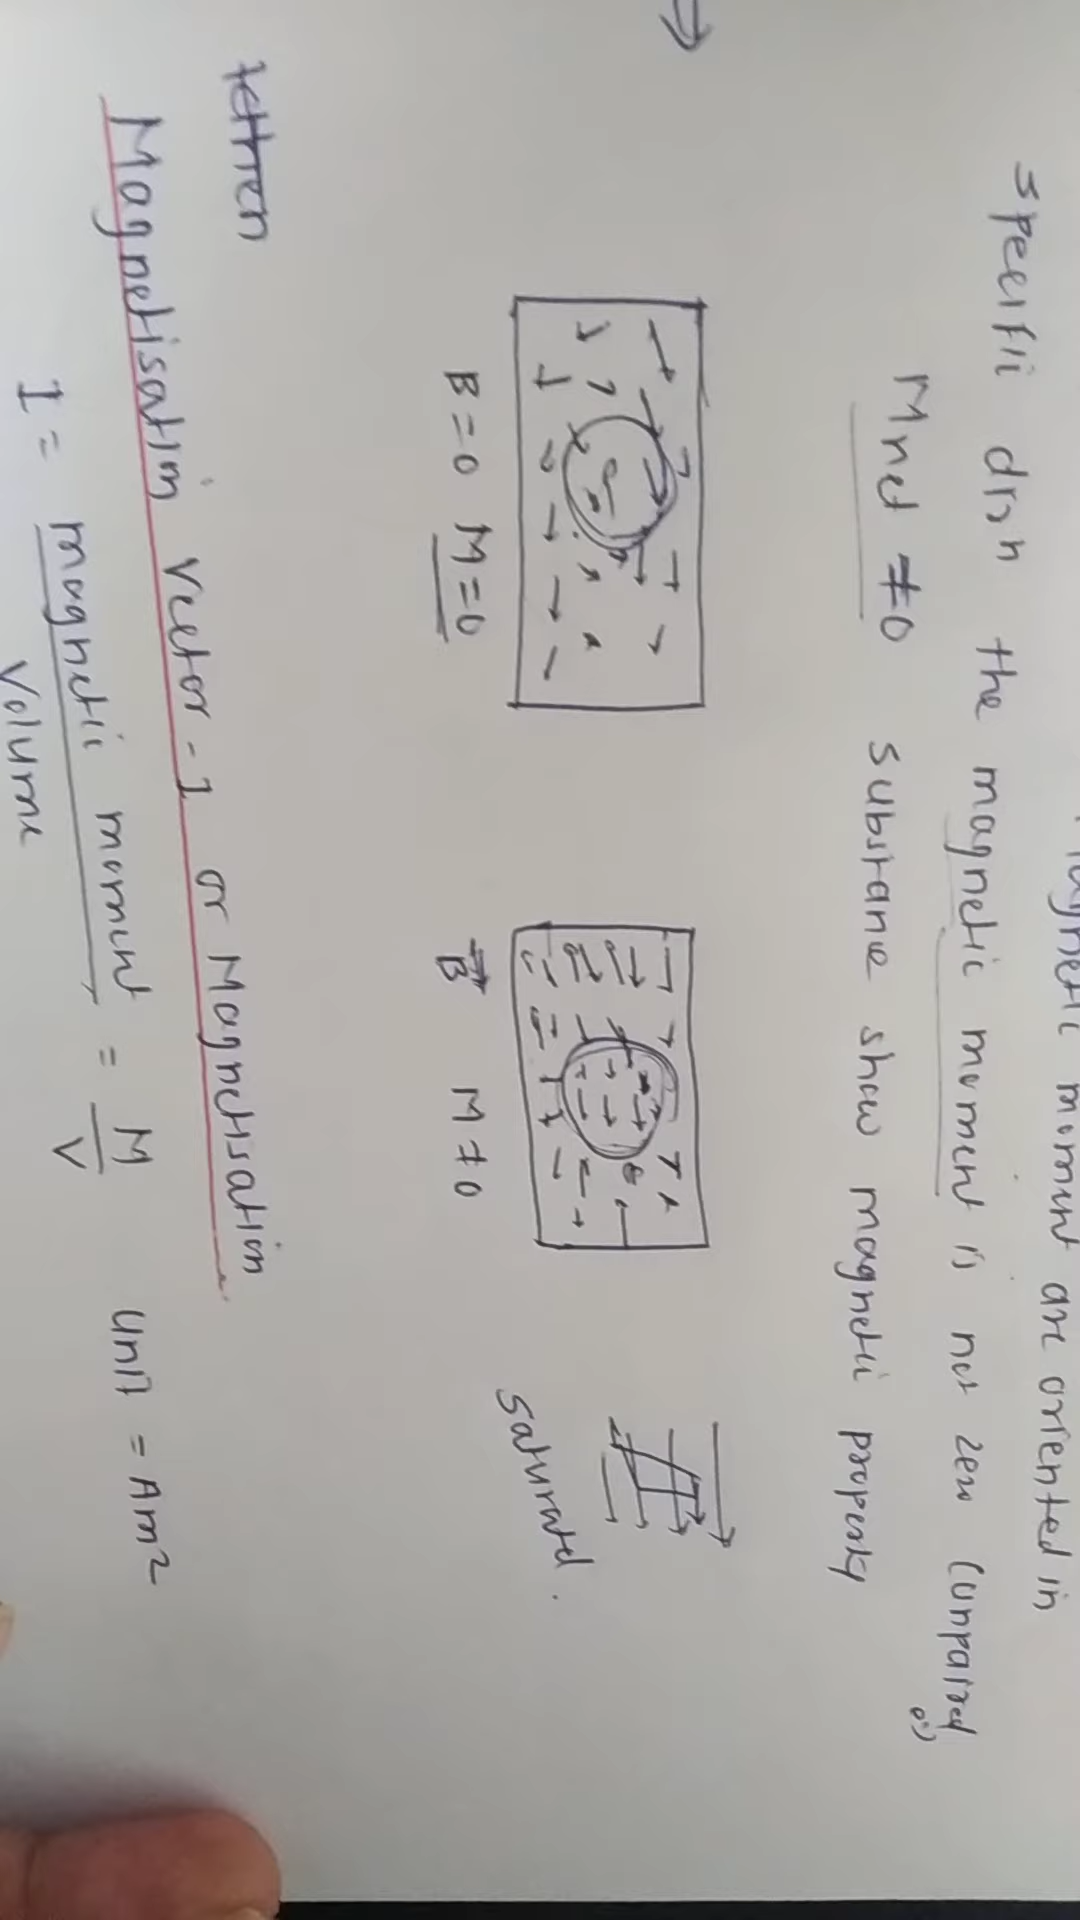 moment are oriented in
specific dirn the magnetic moment is not zero (unpaired
Mnet ≠ 0 substance show magnetic property
B = 0 M = 0
B M ≠ 0
saturated.
Magnetisation Vector - I or Magnetisation
I = magnetic moment = M unit = Am²
Volume V